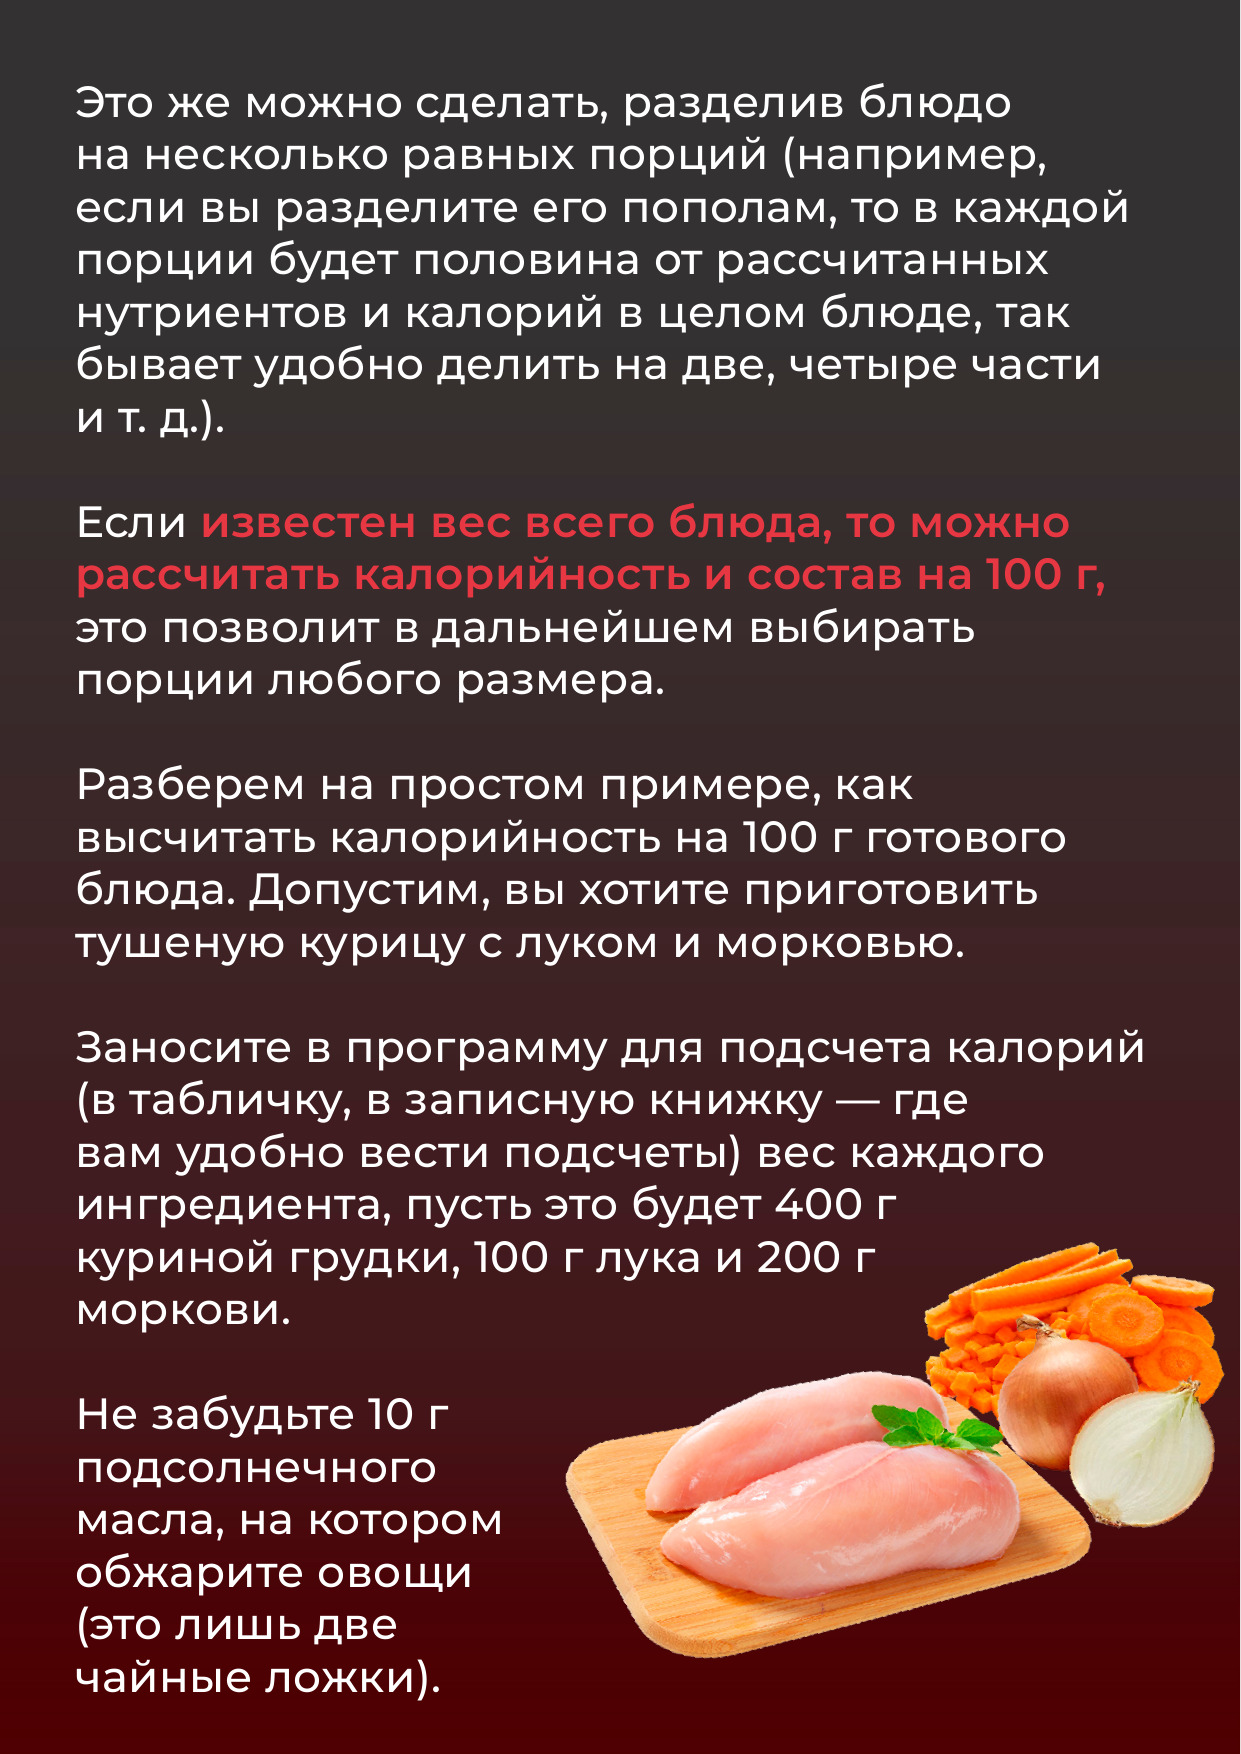 Это же можно сделать, разделив блюдо
на несколько равных порций (например,
если вы разделите его пополам, то в каждой
порции будет половина от рассчитанных
нутриентов и калорий в целом блюде, так
бывает удобно делить на две, четыре части
и т. д.).
Если известен вес всего блюда, то можно
рассчитать калорийность и состав на 100 г,
это позволит в дальнейшем выбирать
порции любого размера.
Разберем на простом примере, как
высчитать калорийность на 100 г готового
блюда. Допустим, вы хотите приготовить
тушеную курицу с луком и морковью.
Заносите в программу для подсчета калорий
(в табличку, в записную книжку — где
вам удобно вести подсчеты) вес каждого
ингредиента, пусть это будет 400 г
куриной грудки, 100 г лука и 200 г
моркови.
Не забудьте 10 г
подсолнечного
масла, на котором
обжарите овощи
(это лишь две
чайные ложки).